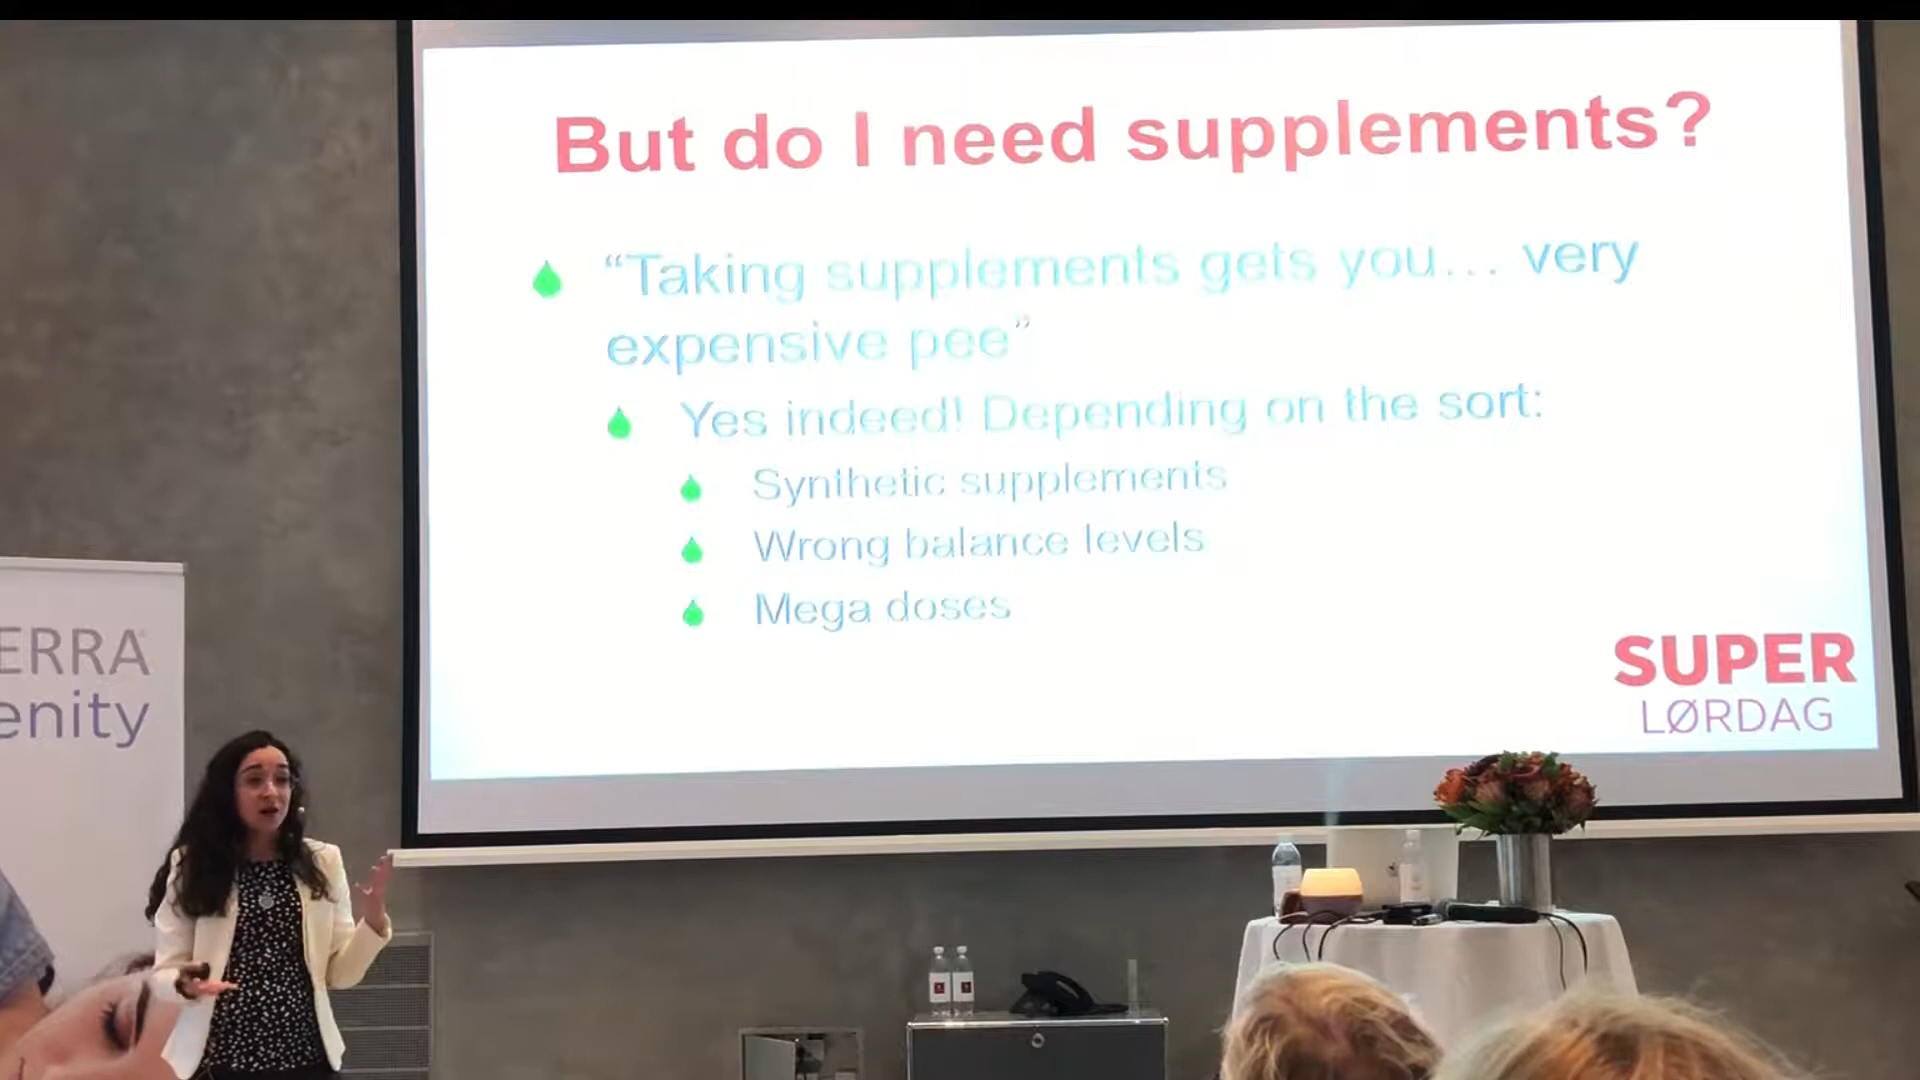 But do I need supplements?
“Taking supplements gets you... very
expensive pee”
Yes indeed! Depending on the sort:
Synthetic supplements
Wrong balance levels
Mega doses
SUPER
LØRDAG
ERRA
enity